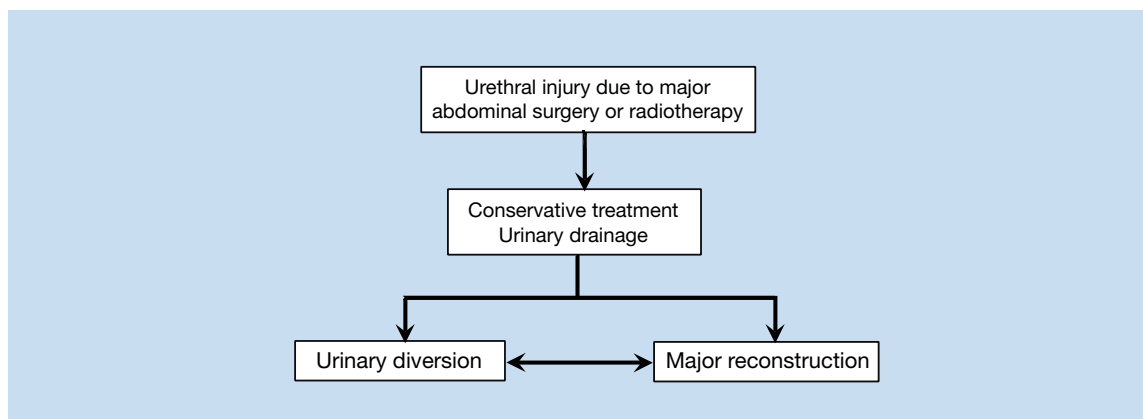 Urethral injury due to major
abdominal surgery or radiotherapy
Conservative treatment
Urinary drainage
Urinary diversion
Major reconstruction